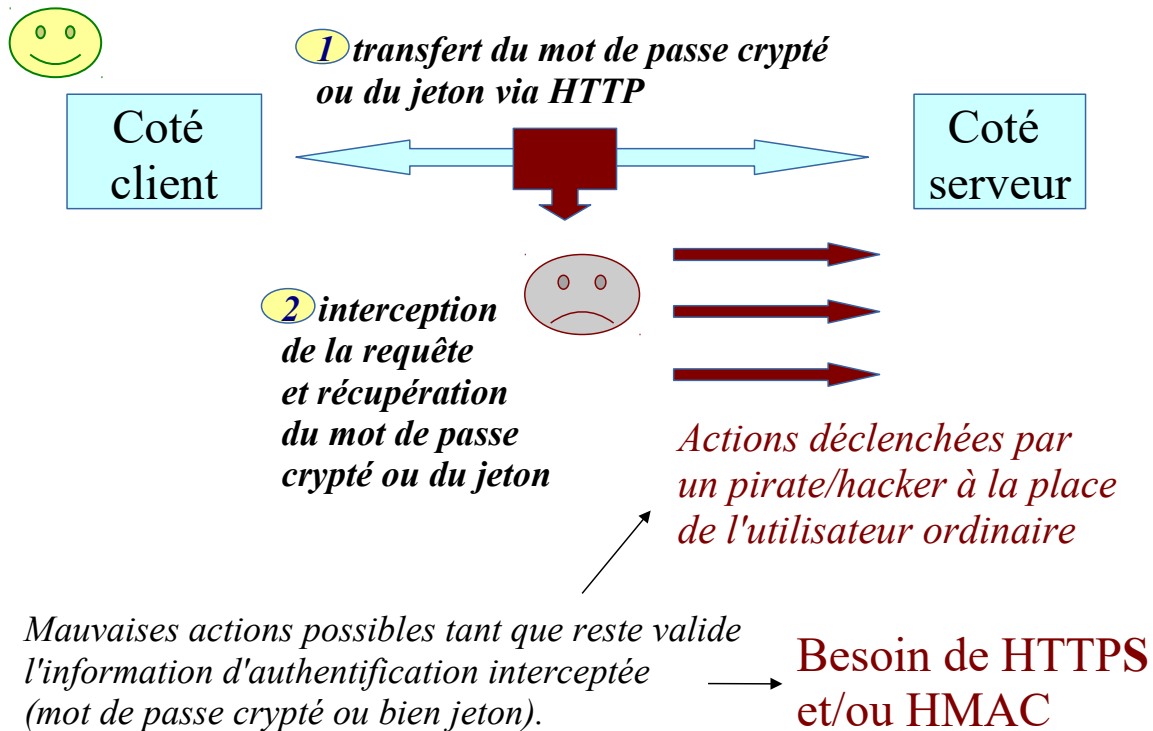 1 transfert du mot de passe crypté
ou du jeton via HTTP
Coté
client
Coté
serveur
2 interception
de la requête
et récupération
du mot de passe
crypté ou du jeton
Actions déclenchées par
un pirate/hacker à la place
de l'utilisateur ordinaire
Mauvaises actions possibles tant que reste valide
l'information d'authentification interceptée
(mot de passe crypté ou bien jeton).
Besoin de HTTPS
et/ou HMAC